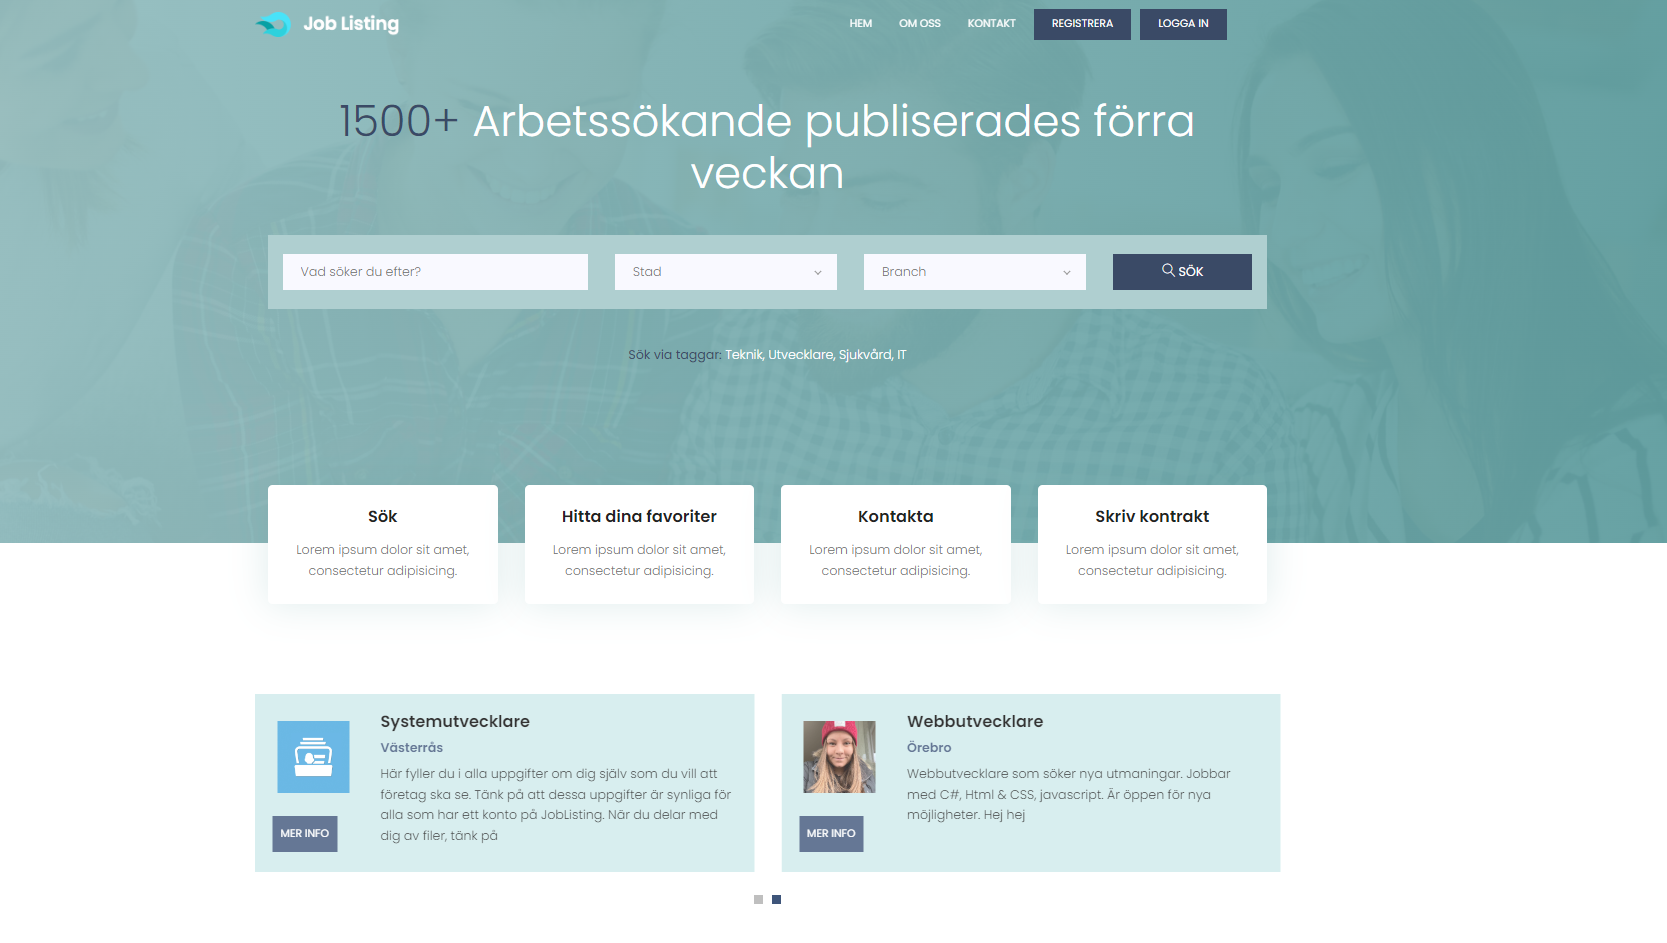 Job Listing
HEM OM OSS KONTAKT REGISTRERA LOGGA IN
1500+ Arbetssökande publiserades förra
veckan
Vad söker du efter? Stad Branch SÖK
Sök via taggar: Teknik, Utvecklare, Sjukvård, IT
Sök
Lorem ipsum dolor sit amet,
consectetur adipisicing.
Hitta dina favoriter
Lorem ipsum dolor sit amet,
consectetur adipisicing.
Kontakta
Lorem ipsum dolor sit amet,
consectetur adipisicing.
Skriv kontrakt
Lorem ipsum dolor sit amet,
consectetur adipisicing.
Systemutvecklare
Västerrås
Här fyller du i alla uppgifter om dig själv som du vill att
företag ska se. Tänk på att dessa uppgifter är synliga för
alla som har ett konto på JobListing. När du delar med
dig av filer, tänk på
MER INFO
Webbutvecklare
Örebro
Webbutvecklare som söker nya utmaningar. Jobbar
med C#, Html & CSS, javascript. Är öppen för nya
möjligheter. Hej hej
MER INFO